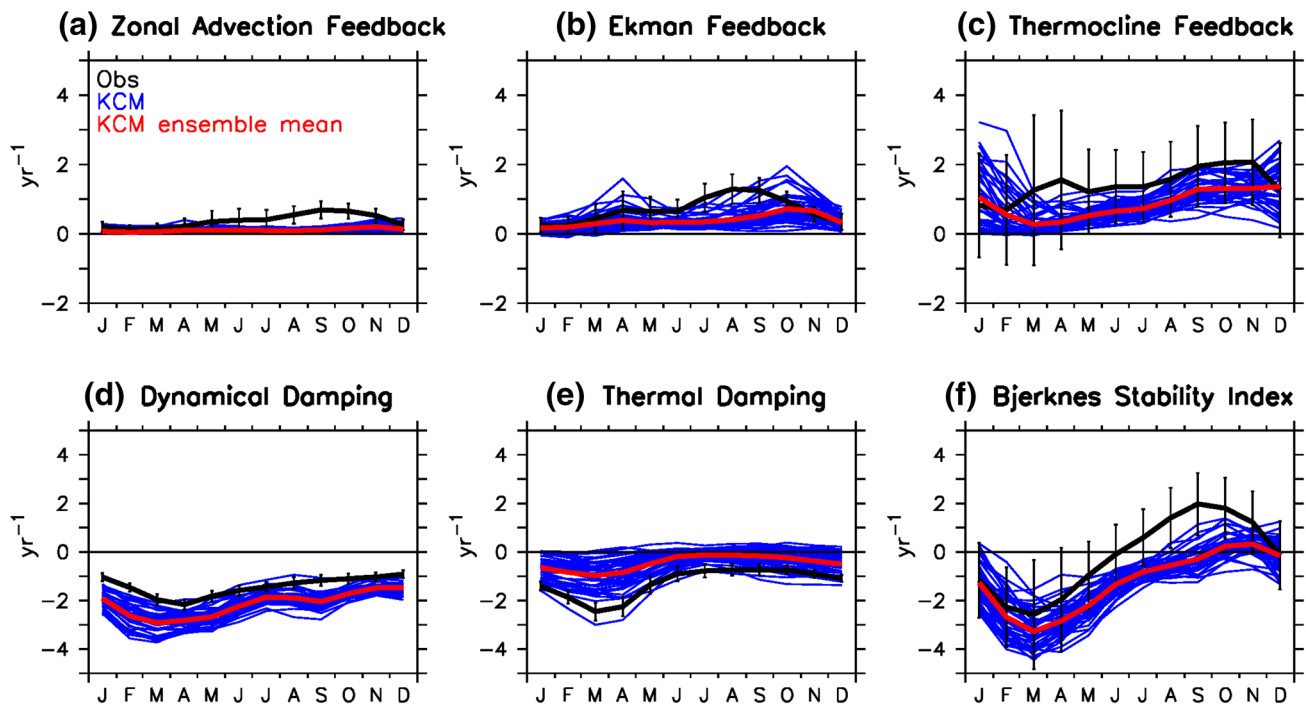 (a) Zonal Advection Feedback
(b) Ekman Feedback
(c) Thermocline Feedback
Obs
KCM
KCM ensemble mean
yr⁻¹
4
2
0
−2
J F M A M J J A S O N D
yr⁻¹
4
2
0
−2
J F M A M J J A S O N D
yr⁻¹
4
2
0
−2
J F M A M J J A S O N D
(d) Dynamical Damping
(e) Thermal Damping
(f) Bjerknes Stability Index
yr⁻¹
4
2
0
−2
−4
J F M A M J J A S O N D
yr⁻¹
4
2
0
−2
−4
J F M A M J J A S O N D
yr⁻¹
4
2
0
−2
−4
J F M A M J J A S O N D